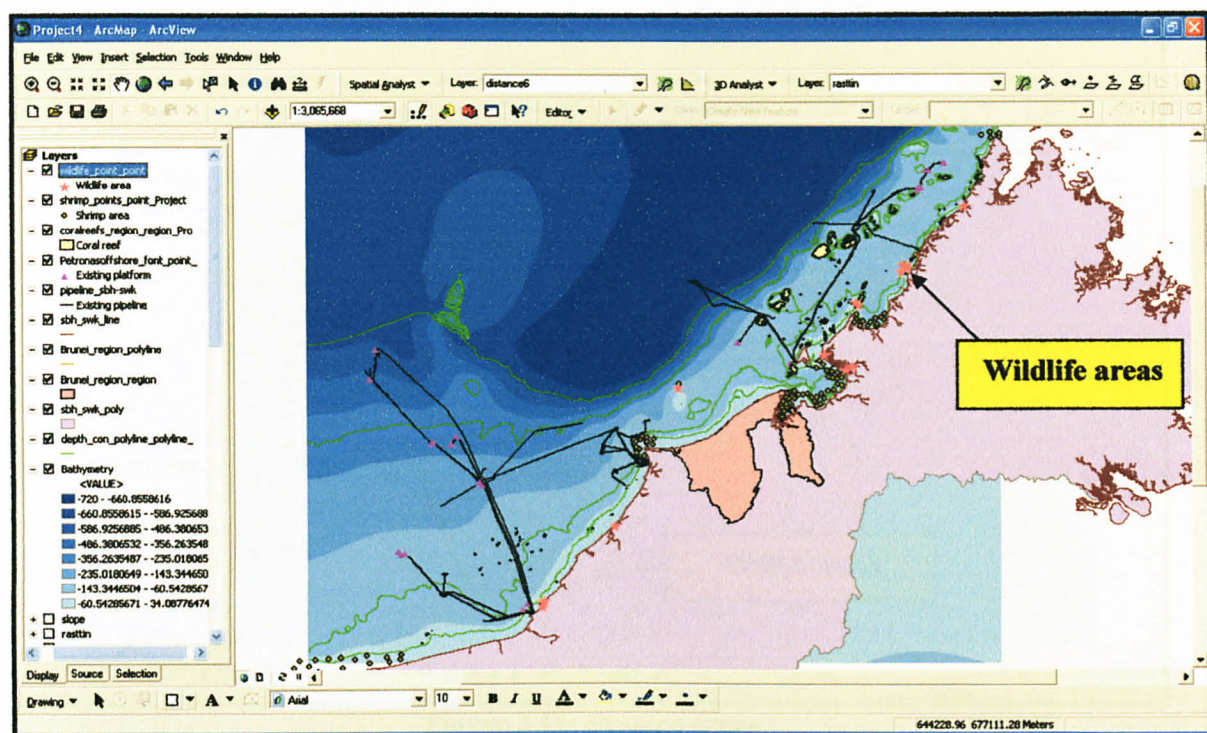 Project4 - ArcMap - ArcView
File Edit View Insert Selection Tools Window Help
Spatial Analyst Layer: distance6 3D Analyst Layer: rasttin
1:3,065,668 Editor Create New Feature
Layers
wildlife_point_point
Wildlife area
shrimp_points_point_Project
Shrimp area
coralreefs_region_region_Pro
Coral reef
Petronasoffshore_font_point_
Existing platform
pipeline_sbh-swk
Existing pipeline
sbh_swk_line
Brunei_region_polyline
Brunei_region_region
sbh_swk_poly
depth_con_polyline_polyline_
Bathymetry
<VALUE>
-720 - -660.8558616
-660.8558615 - -586.925688
-586.9256885 - -486.380653
-486.3806532 - -356.263548
-356.2635487 - -235.018065
-235.0180649 - -143.344650
-143.3446504 - -60.5428567
-60.54285671 - 34.08776474
slope
rasttin
Wildlife areas
Display Source Selection
Drawing A Arial 10 B I U A
644228.96 677111.28 Meters